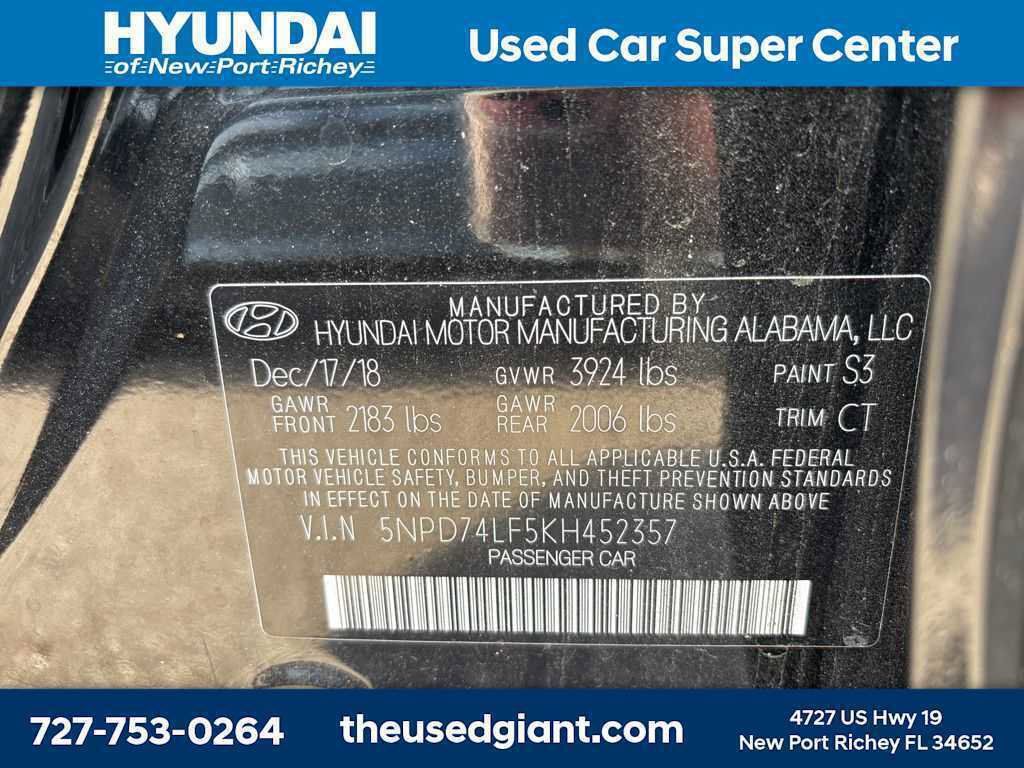 HYUNDAI
of New Port Richey
Used Car Super Center
MANUFACTURED BY
HYUNDAI MOTOR MANUFACTURING ALABAMA, LLC
Dec/17/18 GVWR 3924 lbs PAINT S3
GAWR FRONT 2183 lbs GAWR REAR 2006 lbs TRIM CT
THIS VEHICLE CONFORMS TO ALL APPLICABLE U.S.A. FEDERAL
MOTOR VEHICLE SAFETY, BUMPER, AND THEFT PREVENTION STANDARDS
IN EFFECT ON THE DATE OF MANUFACTURE SHOWN ABOVE
V.I.N 5NPD74LF5KH452357
PASSENGER CAR
727-753-0264
theusedgiant.com
4727 US Hwy 19
New Port Richey FL 34652